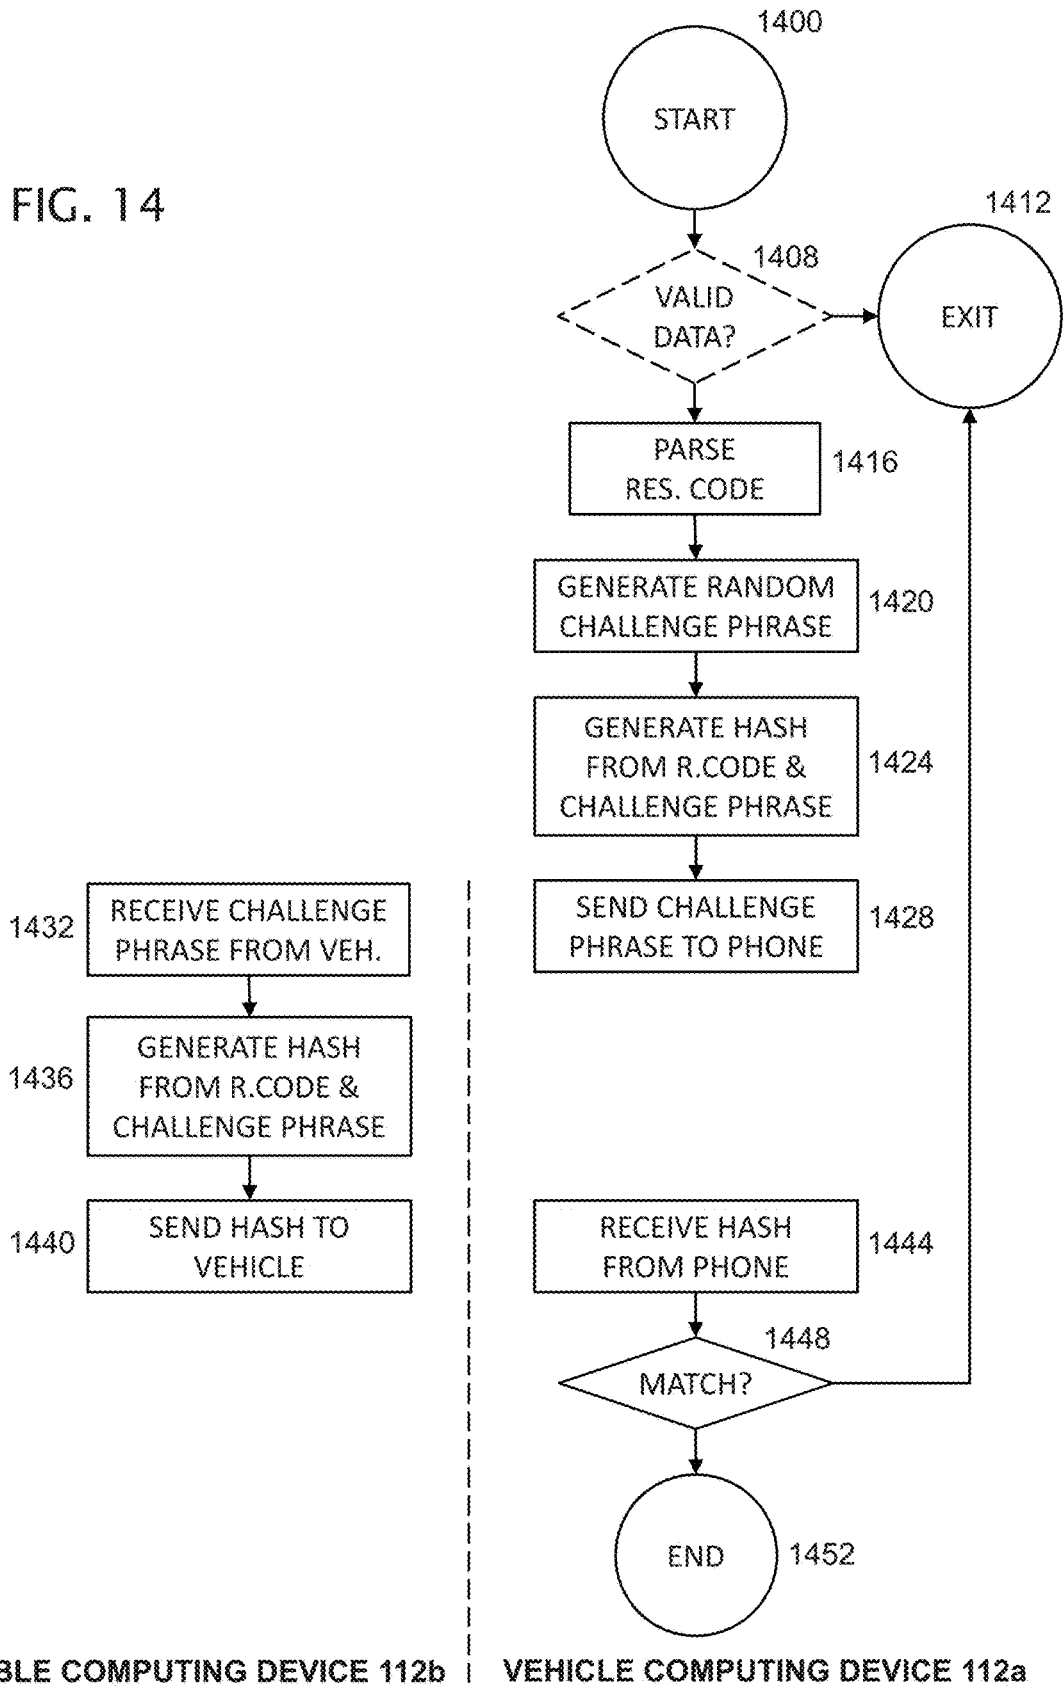 1400
START
FIG. 14
1412
1408
VALID
DATA?
EXIT
PARSE
RES. CODE
1416
GENERATE RANDOM
CHALLENGE PHRASE
1420
GENERATE HASH
FROM R.CODE &
CHALLENGE PHRASE
1424
1432
RECEIVE CHALLENGE
PHRASE FROM VEH.
SEND CHALLENGE
PHRASE TO PHONE
1428
1436
GENERATE HASH
FROM R.CODE &
CHALLENGE PHRASE
1440
SEND HASH TO
VEHICLE
RECEIVE HASH
FROM PHONE
1444
1448
MATCH?
END
1452
BLE COMPUTING DEVICE 112b
VEHICLE COMPUTING DEVICE 112a